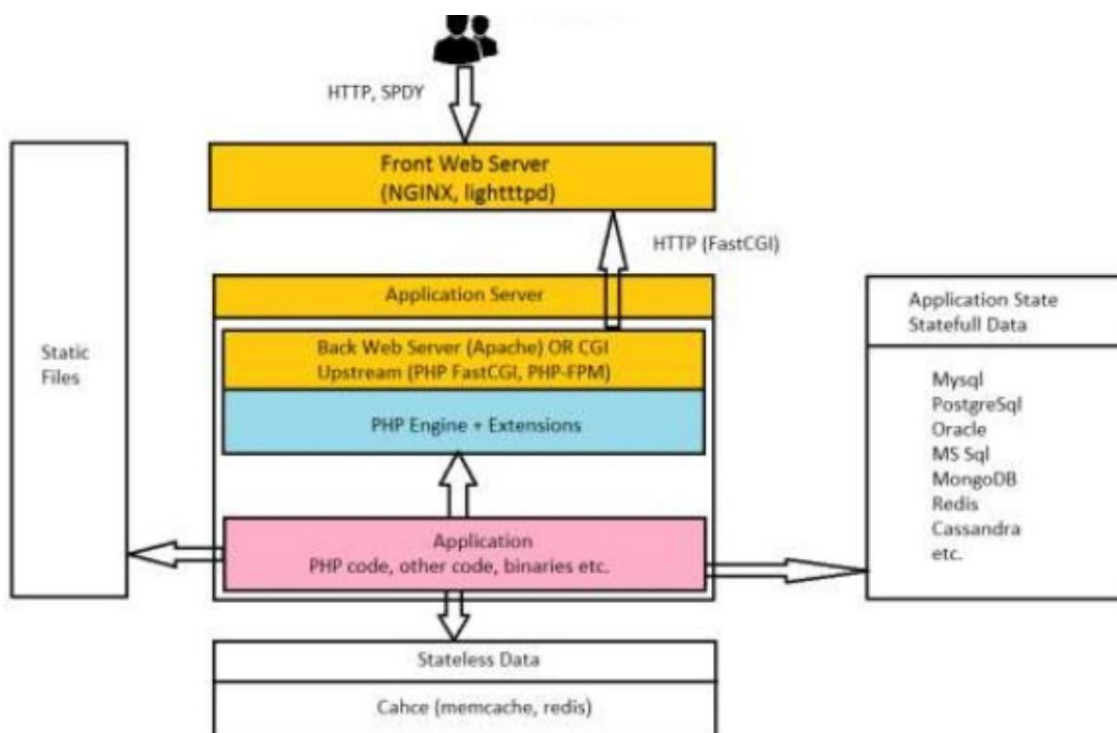 HTTP, SPDY
Front Web Server
(NGINX, lightttpd)
HTTP (FastCGI)
Application Server
Back Web Server (Apache) OR CGI
Upstream (PHP FastCGI, PHP-FPM)
PHP Engine + Extensions
Application
PHP code, other code, binaries etc.
Static
Files
Application State
Statefull Data
Mysql
PostgreSql
Oracle
MS Sql
MongoDB
Redis
Cassandra
etc.
Stateless Data
Cahce (memcache, redis)